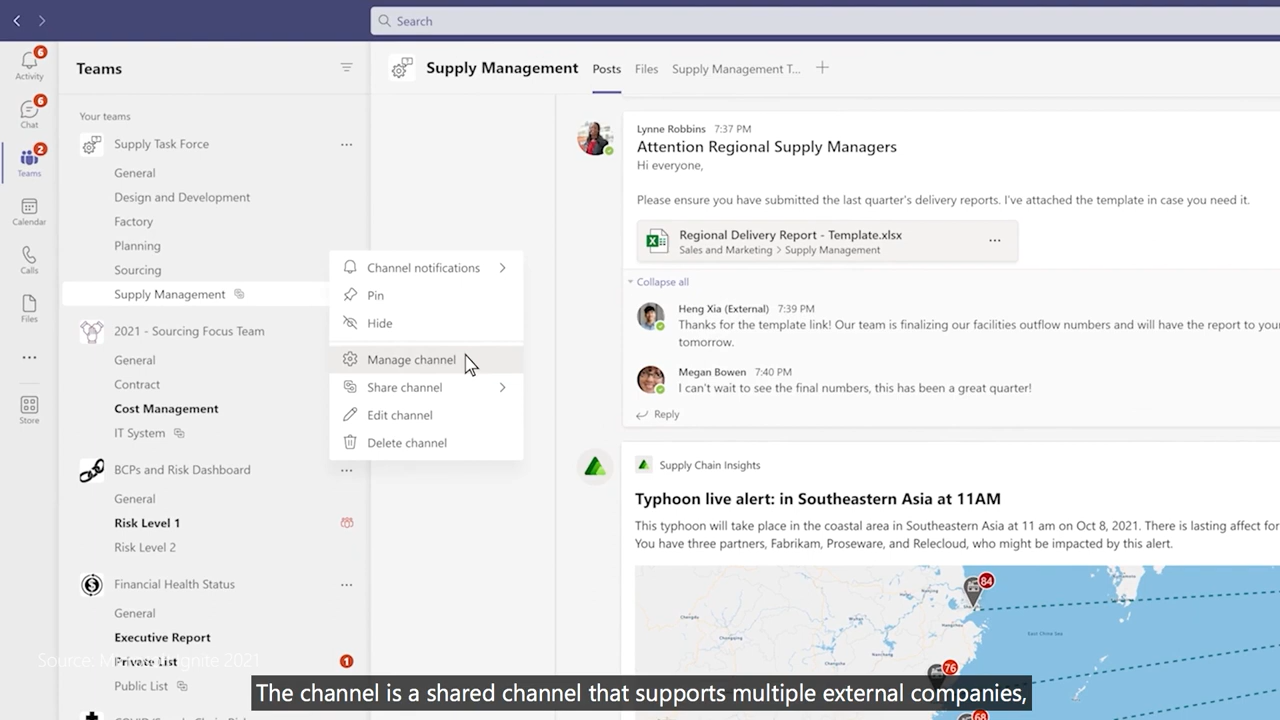 Search
6
Activity
6
Chat
2
Teams
Calendar
Calls
Files
Store
Teams
Your teams
Supply Task Force
General
Design and Development
Factory
Planning
Sourcing
Supply Management
2021 - Sourcing Focus Team
General
Contract
Cost Management
IT System
BCPs and Risk Dashboard
General
Risk Level 1
Risk Level 2
Financial Health Status
General
Executive Report
Private List
1
Public List
Channel notifications
Pin
Hide
Manage channel
Share channel
Edit channel
Delete channel
Supply Management Posts Files Supply Management T...
Lynne Robbins 7:37 PM
Attention Regional Supply Managers
Hi everyone,
Please ensure you have submitted the last quarter's delivery reports. I've attached the template in case you need it.
Regional Delivery Report - Template.xlsx
Sales and Marketing > Supply Management
Collapse all
Heng Xia (External) 7:39 PM
Thanks for the template link! Our team is finalizing our facilities outflow numbers and will have the report to you
tomorrow.
Megan Bowen 7:40 PM
I can't wait to see the final numbers, this has been a great quarter!
Reply
Supply Chain Insights
Typhoon live alert: in Southeastern Asia at 11AM
This typhoon will take place in the coastal area in Southeastern Asia at 11 am on Oct 8, 2021. There is lasting affect for
You have three partners, Fabrikam, Proseware, and Relecloud, who might be impacted by this alert.
84
East China Sea
76
68
The channel is a shared channel that supports multiple external companies,